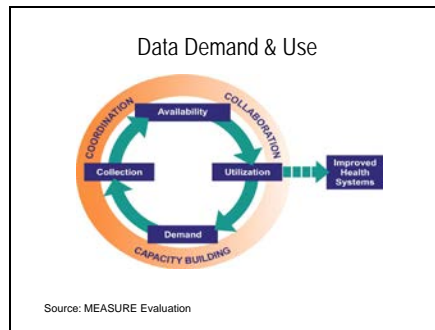 Data Demand & Use
COORDINATION
COLLABORATION
Availability
Collection
Utilization
Improved
Health
Systems
Demand
CAPACITY BUILDING
Source: MEASURE Evaluation